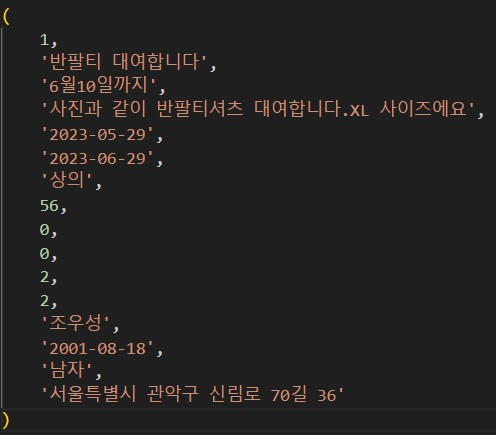 (
1,
'반팔티 대여합니다',
'6월10일까지',
'사진과 같이 반팔티셔츠 대여합니다.XL 사이즈에요',
'2023-05-29',
'2023-06-29',
'상의',
56,
0,
0,
2,
2,
'조우성',
'2001-08-18',
'남자',
'서울특별시 관악구 신림로 70길 36'
)